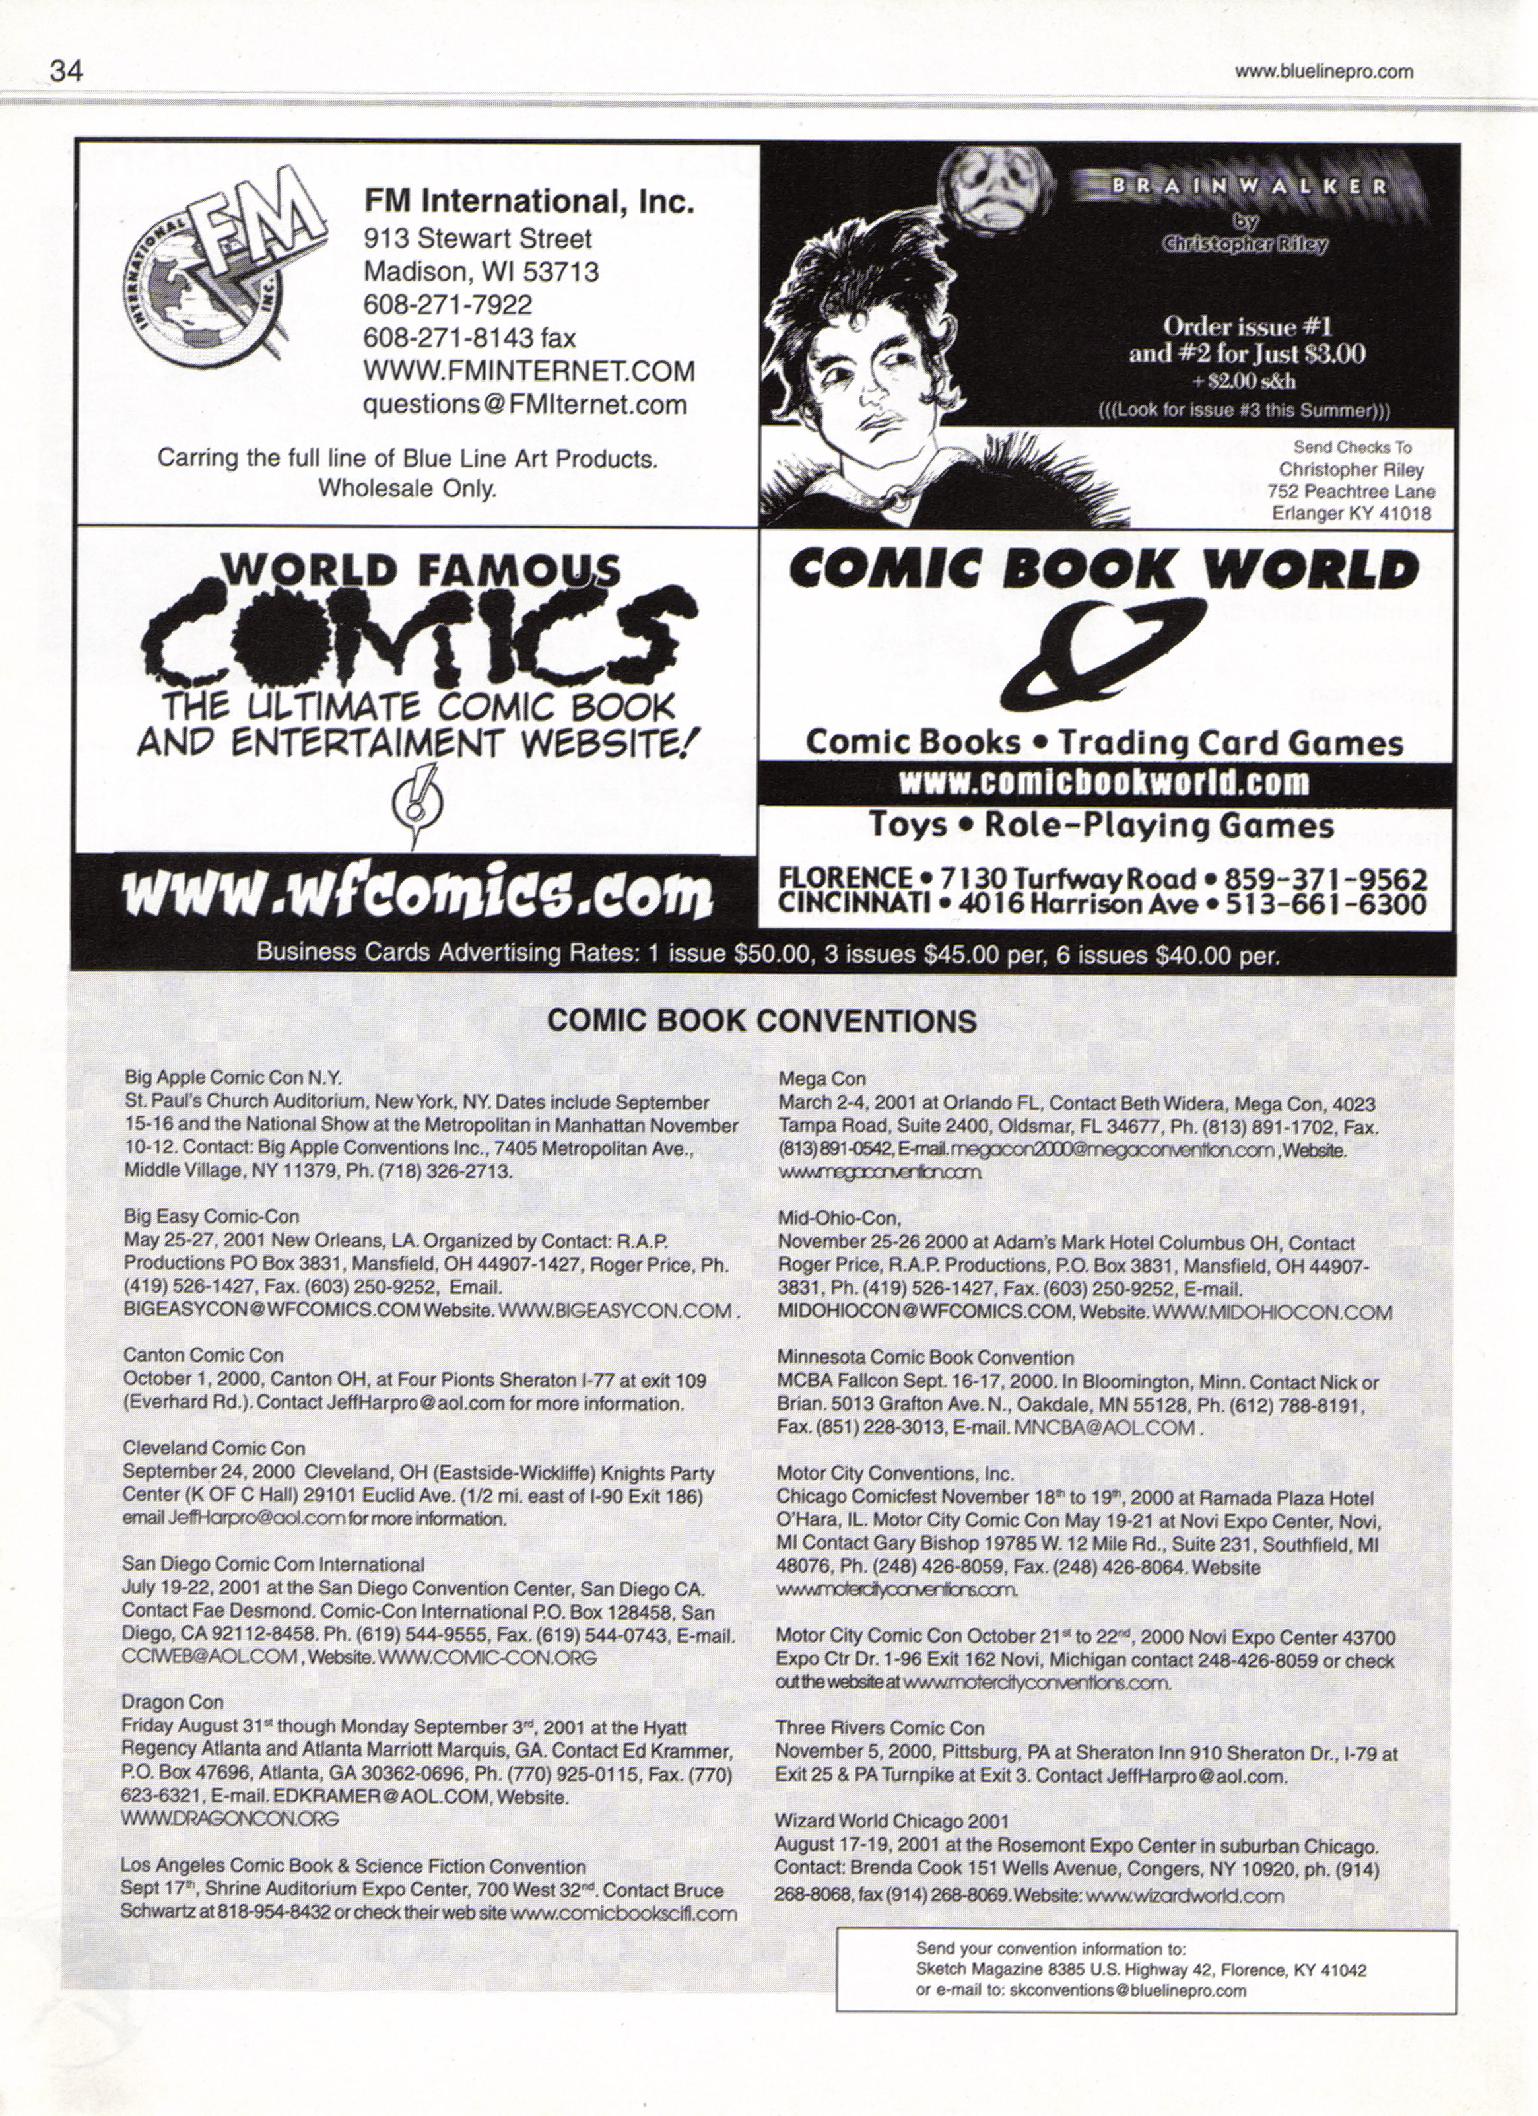 34
www.bluelinepro.com
INTERNATIONAL
FM
INC.
FM International, Inc.
913 Stewart Street
Madison, WI 53713
608-271-7922
608-271-8143 fax
WWW.FMINTERNET.COM
questions@FMIternet.com
Carring the full line of Blue Line Art Products.
Wholesale Only.
BRAINWALKER
by
Christopher Riley
Order issue #1
and #2 for Just $3.00
+ $2.00 s&h
(((Look for issue #3 this Summer)))
Send Checks To
Christopher Riley
752 Peachtree Lane
Erlanger KY 41018
WORLD FAMOUS
COMICS
THE ULTIMATE COMIC BOOK
AND ENTERTAIMENT WEBSITE!
www.wfcomics.com
COMIC BOOK WORLD
Comic Books • Trading Card Games
www.comicbookworld.com
Toys • Role-Playing Games
FLORENCE • 7130 Turfway Road • 859-371-9562
CINCINNATI • 4016 Harrison Ave • 513-661-6300
Business Cards Advertising Rates: 1 issue $50.00, 3 issues $45.00 per, 6 issues $40.00 per.
COMIC BOOK CONVENTIONS
Big Apple Comic Con N.Y.
St. Paul's Church Auditorium, New York, NY. Dates include September
15-16 and the National Show at the Metropolitan in Manhattan November
10-12. Contact: Big Apple Conventions Inc., 7405 Metropolitan Ave.,
Middle Village, NY 11379, Ph. (718) 326-2713.
Big Easy Comic-Con
May 25-27, 2001 New Orleans, LA. Organized by Contact: R.A.P.
Productions PO Box 3831, Mansfield, OH 44907-1427, Roger Price, Ph.
(419) 526-1427, Fax. (603) 250-9252, Email.
BIGEASYCON@WFCOMICS.COM Website. WWW.BIGEASYCON.COM .
Canton Comic Con
October 1, 2000, Canton OH, at Four Pionts Sheraton I-77 at exit 109
(Everhard Rd.). Contact JeffHarpro@aol.com for more information.
Cleveland Comic Con
September 24, 2000 Cleveland, OH (Eastside-Wickliffe) Knights Party
Center (K OF C Hall) 29101 Euclid Ave. (1/2 mi. east of I-90 Exit 186)
email JeffHarpro@aol.com for more information.
San Diego Comic Com International
July 19-22, 2001 at the San Diego Convention Center, San Diego CA.
Contact Fae Desmond. Comic-Con International P.O. Box 128458, San
Diego, CA 92112-8458. Ph. (619) 544-9555, Fax. (619) 544-0743, E-mail.
CCIWEB@AOL.COM , Website. WWW.COMIC-CON.ORG
Dragon Con
Friday August 31st though Monday September 3rd, 2001 at the Hyatt
Regency Atlanta and Atlanta Marriott Marquis, GA. Contact Ed Krammer,
P.O. Box 47696, Atlanta, GA 30362-0696, Ph. (770) 925-0115, Fax. (770)
623-6321, E-mail. EDKRAMER@AOL.COM, Website.
WWW.DRAGONCON.ORG
Los Angeles Comic Book & Science Fiction Convention
Sept 17th, Shrine Auditorium Expo Center, 700 West 32nd. Contact Bruce
Schwartz at 818-954-8432 or check their web site www.comicbookscifi.com
Mega Con
March 2-4, 2001 at Orlando FL, Contact Beth Widera, Mega Con, 4023
Tampa Road, Suite 2400, Oldsmar, FL 34677, Ph. (813) 891-1702, Fax.
(813) 891-0542, E-mail. megacon2000@megaconvention.com , Website.
www.megaconvention.com.
Mid-Ohio-Con,
November 25-26 2000 at Adam's Mark Hotel Columbus OH, Contact
Roger Price, R.A.P. Productions, P.O. Box 3831, Mansfield, OH 44907-
3831, Ph. (419) 526-1427, Fax. (603) 250-9252, E-mail.
MIDOHIOCON@WFCOMICS.COM, Website. WWW.MIDOHIOCON.COM
Minnesota Comic Book Convention
MCBA Fallcon Sept. 16-17, 2000. In Bloomington, Minn. Contact Nick or
Brian. 5013 Grafton Ave. N., Oakdale, MN 55128, Ph. (612) 788-8191,
Fax. (851) 228-3013, E-mail. MNCBA@AOL.COM .
Motor City Conventions, Inc.
Chicago Comicfest November 18th to 19th, 2000 at Ramada Plaza Hotel
O'Hara, IL. Motor City Comic Con May 19-21 at Novi Expo Center, Novi,
MI Contact Gary Bishop 19785 W. 12 Mile Rd., Suite 231, Southfield, MI
48076, Ph. (248) 426-8059, Fax. (248) 426-8064. Website
www.motercityconventions.com.
Motor City Comic Con October 21st to 22nd, 2000 Novi Expo Center 43700
Expo Ctr Dr. 1-96 Exit 162 Novi, Michigan contact 248-426-8059 or check
out the website at www.motercityconventions.com.
Three Rivers Comic Con
November 5, 2000, Pittsburg, PA at Sheraton Inn 910 Sheraton Dr., I-79 at
Exit 25 & PA Turnpike at Exit 3. Contact JeffHarpro@aol.com.
Wizard World Chicago 2001
August 17-19, 2001 at the Rosemont Expo Center in suburban Chicago.
Contact: Brenda Cook 151 Wells Avenue, Congers, NY 10920, ph. (914)
268-8068, fax (914) 268-8069. Website: www.wizardworld.com
Send your convention information to:
Sketch Magazine 8385 U.S. Highway 42, Florence, KY 41042
or e-mail to: skconventions@bluelinepro.com